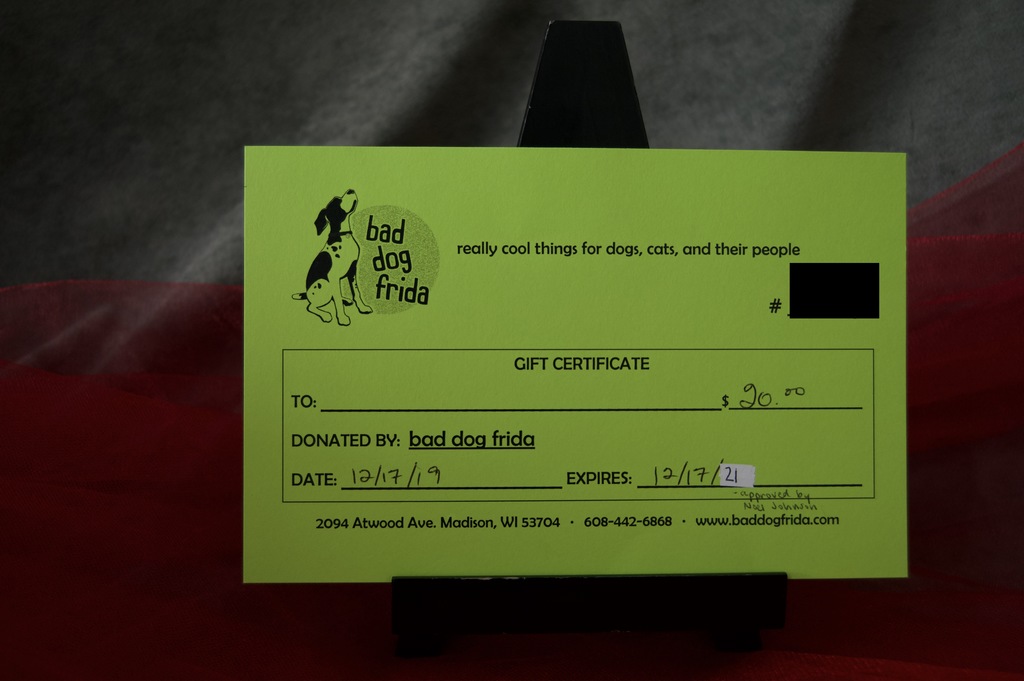 bad
dog
frida
really cool things for dogs, cats, and their people
#
GIFT CERTIFICATE
TO: $ 20.00
DONATED BY: bad dog frida
DATE: 12/17/19 EXPIRES: 12/17/21
- approved by
Noel Johnson
2094 Atwood Ave. Madison, WI 53704 · 608-442-6868 · www.baddogfrida.com